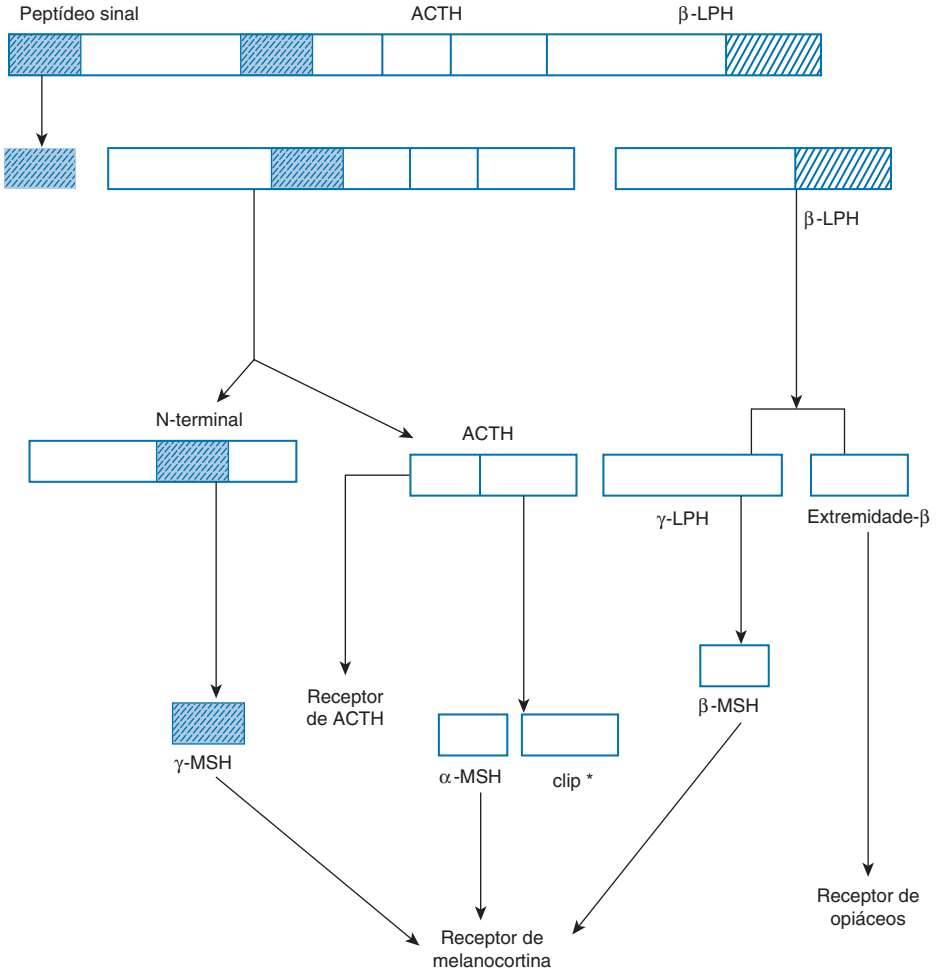 Peptídeo sinal
ACTH
β-LPH
β-LPH
N-terminal
ACTH
γ-LPH
Extremidade-β
Receptor
de ACTH
β-MSH
γ-MSH
α-MSH
clip *
Receptor de
opiáceos
Receptor de
melanocortina